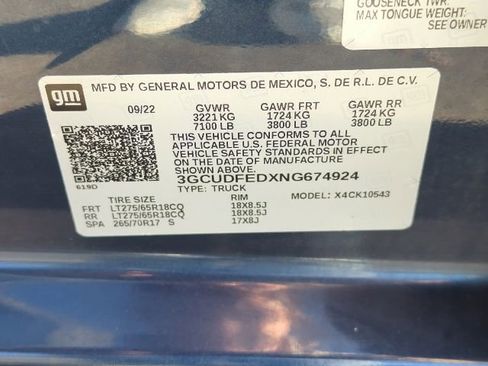 GOOSENECK TWR:
MAX TONGUE WEIGHT:
SEE OWNER
gm
MFD BY GENERAL MOTORS DE MEXICO, S. DE R.L. DE C.V.
09/22 GVWR GAWR FRT GAWR RR
3221 KG 1724 KG 1724 KG
7100 LB 3800 LB 3800 LB
THIS VEHICLE CONFORMS TO ALL
APPLICABLE U.S. FEDERAL MOTOR
VEHICLE SAFETY STANDARDS IN EFFECT ON
THE DATE OF MANUFACTURE SHOWN ABOVE.
3GCUDFEDXNG674924
619D
TYPE: TRUCK MODEL: X4CK10543
TIRE SIZE RIM
FRT LT275/65R18CQ 18X8.5J
RR LT275/65R18CQ 18X8.5J
SPA 265/70R17 S 17X8J